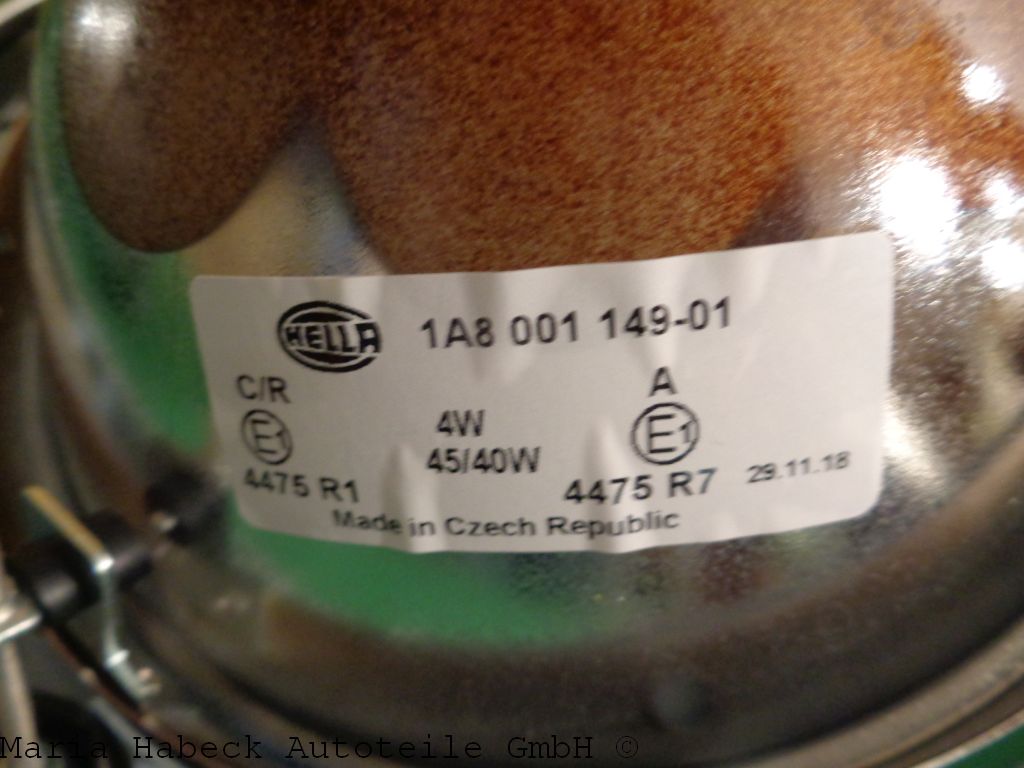 HELLA 1A8 001 149-01
C/R A
E1 4W E1
45/40W
4475 R1 4475 R7 29.11.18
Made in Czech Republic
Maria Habeck Autoteile GmbH ©